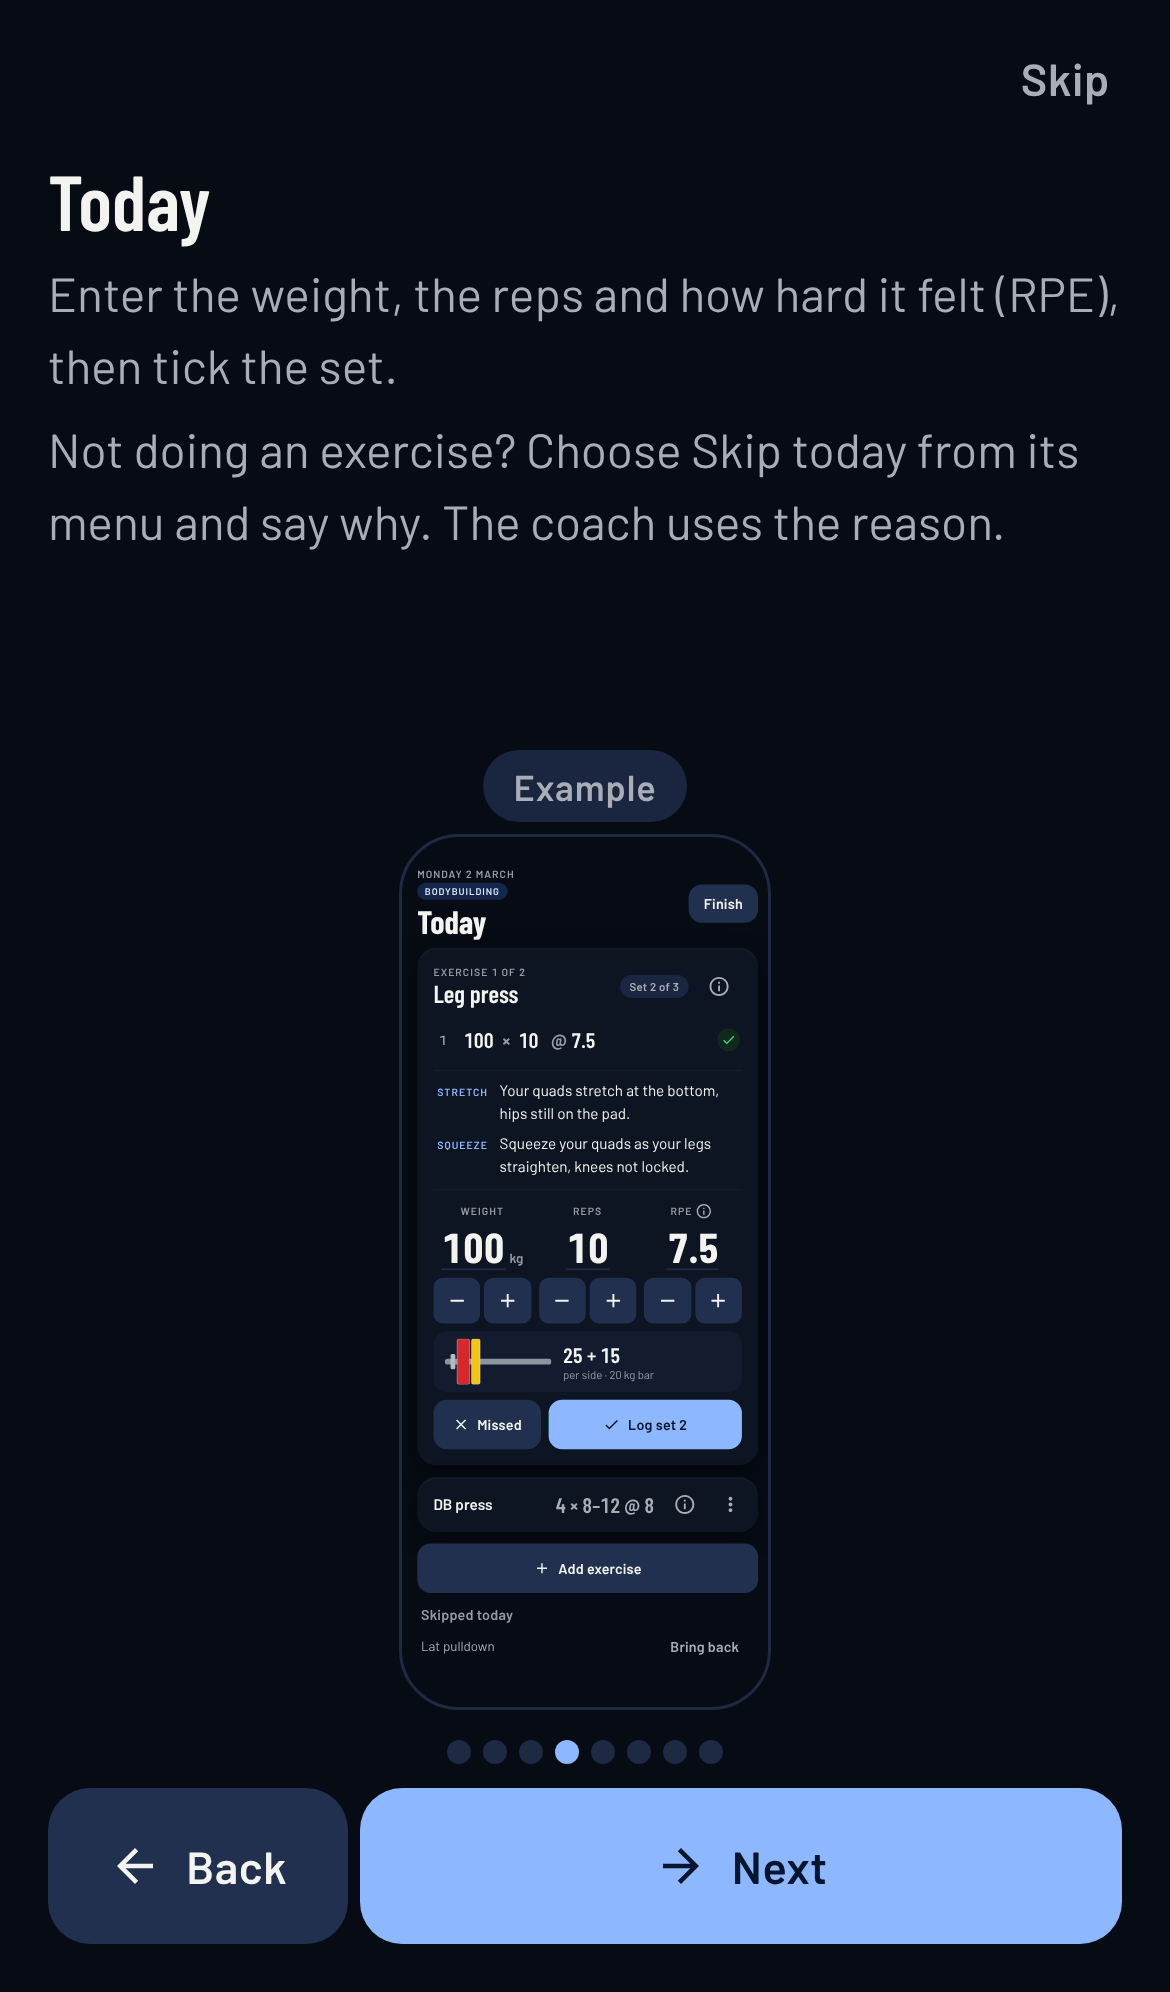 Skip
Today
Enter the weight, the reps and how hard it felt (RPE),
then tick the set.
Not doing an exercise? Choose Skip today from its
menu and say why. The coach uses the reason.
Example
MONDAY 2 MARCH
BODYBUILDING
Today
Finish
EXERCISE 1 OF 2
Leg press
Set 2 of 3
1 100 × 10 @ 7.5
STRETCH Your quads stretch at the bottom,
hips still on the pad.
SQUEEZE Squeeze your quads as your legs
straighten, knees not locked.
WEIGHT REPS RPE
100 kg 10 7.5
− + − + − +
25 + 15
per side · 20 kg bar
Missed Log set 2
DB press 4 × 8–12 @ 8
+ Add exercise
Skipped today
Lat pulldown Bring back
Back Next